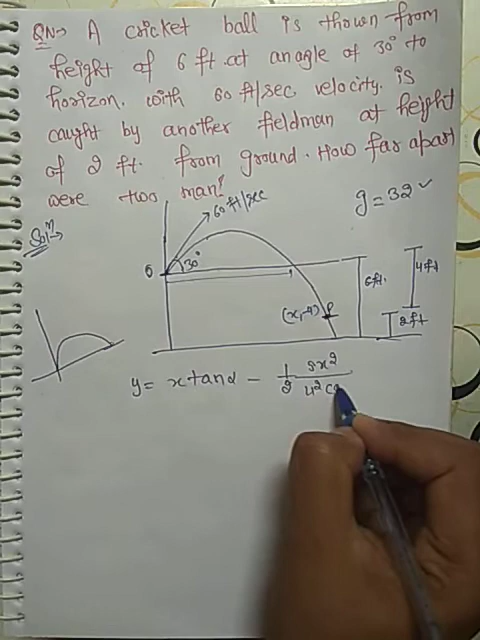 QN→ A cricket ball is thown from
height of 6 ft. at an agle of 30° to
horizon. with 60 ft/sec velocity. is
caught by another fieldman at height
of 2 ft. from ground. How far apart
were two man?
g = 32
Sol^n→
60 ft/sec
30°
6
4ft
6ft.
(x,-4) P
2ft
y = x tanα - 1/2 gx²/u²co